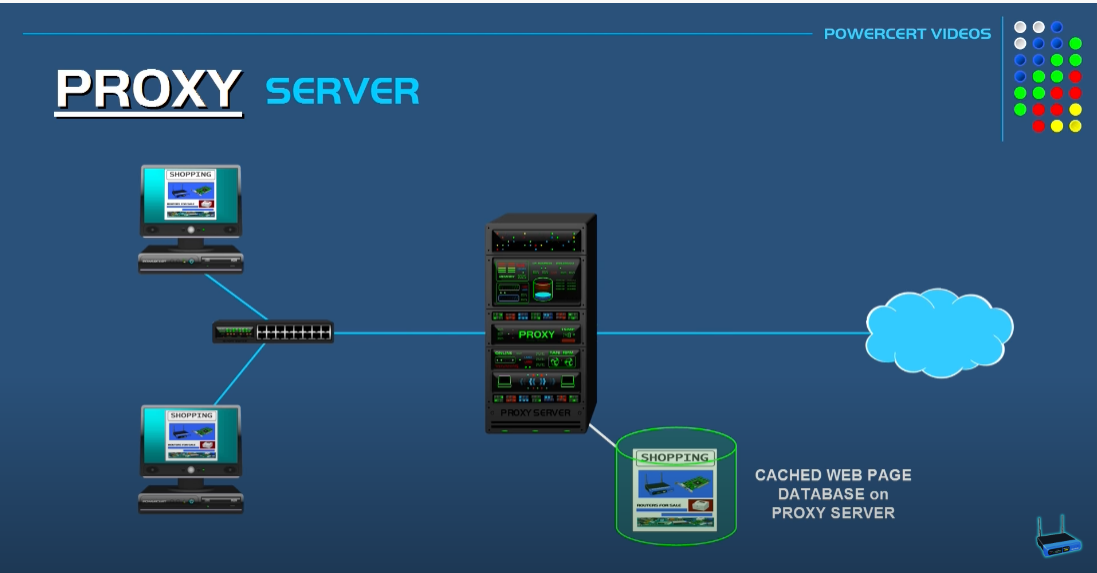 POWERCERT VIDEOS
PROXY SERVER
SHOPPING
PROXY
SHOPPING
PROXY SERVER
SHOPPING
ROUTERS FOR SALE
CACHED WEB PAGE
DATABASE on
PROXY SERVER